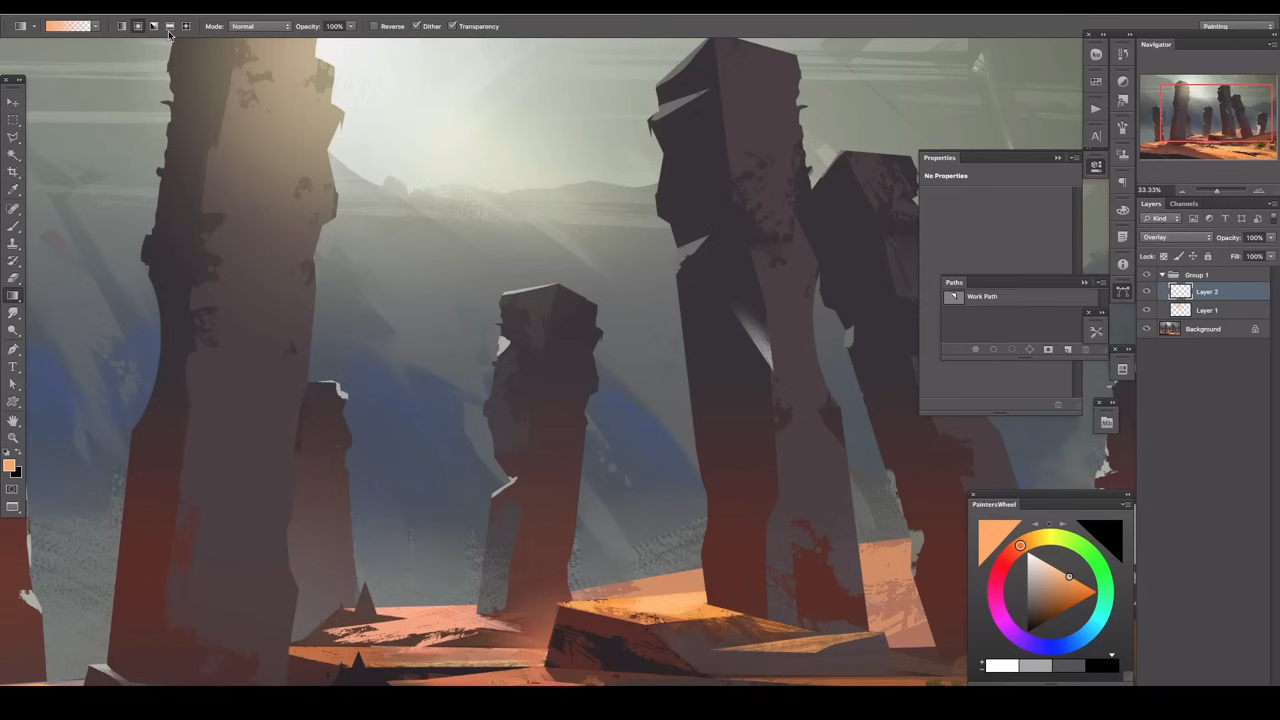 Mode: Normal Opacity: 100% Reverse Dither Transparency Painting
Navigator
Properties
No Properties
33.33%
Layers Channels
Kind
Overlay Opacity: 100%
Lock: Fill: 100%
Group 1
Paths
Layer 2
Work Path
Layer 1
Background
PaintersWheel